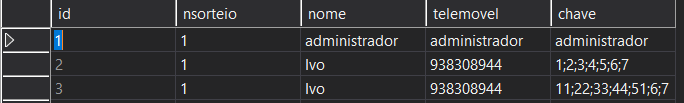 id nsorteio nome telemovel chave
1 1 administrador administrador administrador
2 1 Ivo 938308944 1;2;3;4;5;6;7
3 1 Ivo 938308944 11;22;33;44;51;6;7